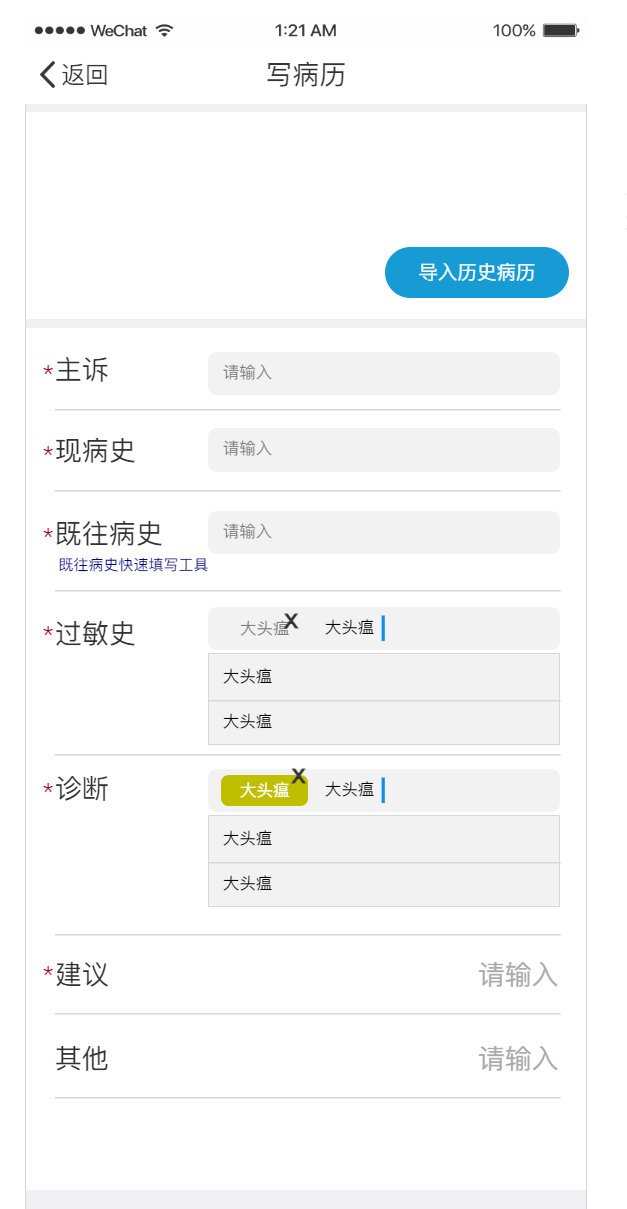 WeChat 1:21 AM 100%
返回 写病历
导入历史病历
*主诉 请输入
*现病史 请输入
*既往病史 请输入
既往病史快速填写工具
*过敏史 大头瘟 X 大头瘟
大头瘟
大头瘟
*诊断 大头瘟 X 大头瘟
大头瘟
大头瘟
*建议 请输入
其他 请输入